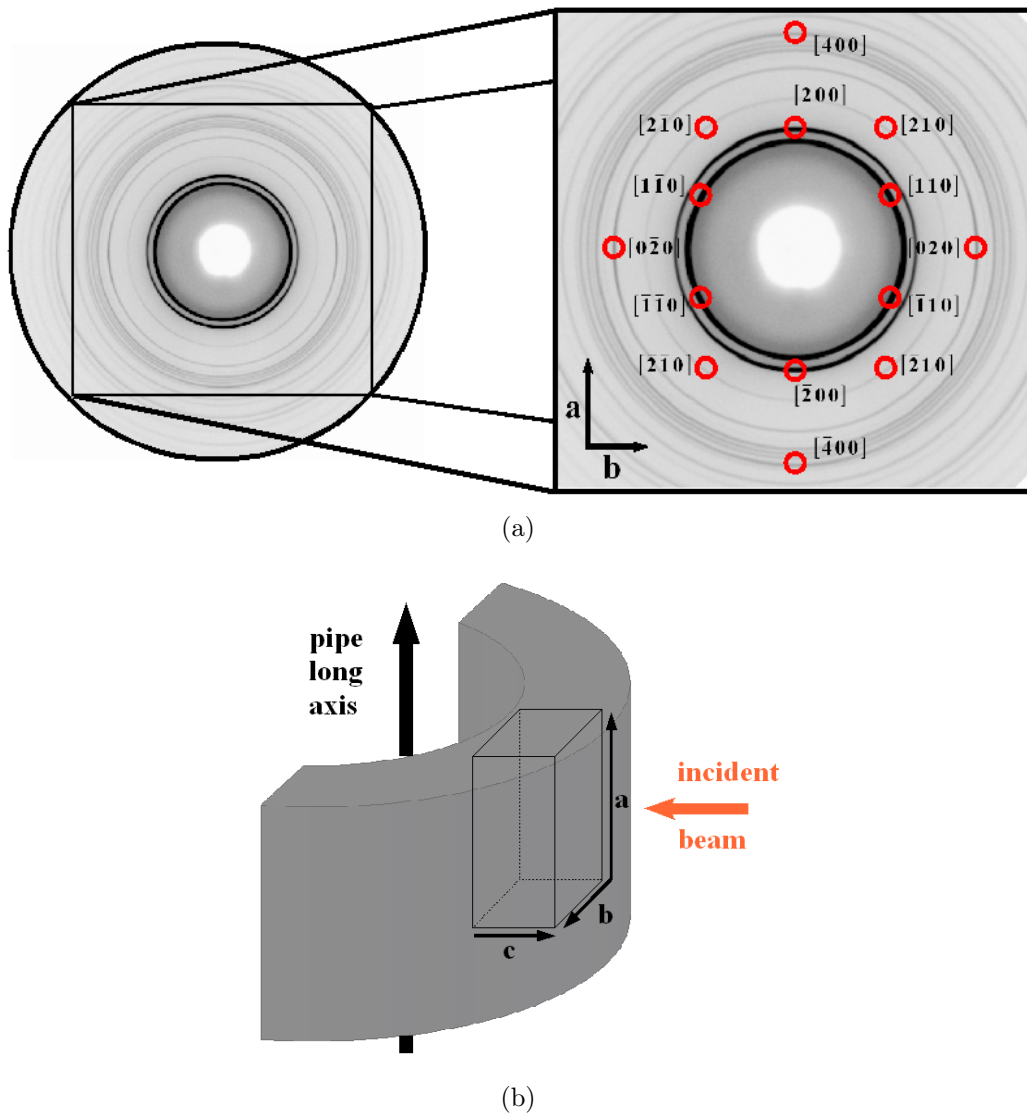 [400]
[200]
[21̄0] [210]
[11̄0] [110]
[02̄0] [020]
[1̄1̄0] [1̄10]
[2̄1̄0] [2̄10]
[2̄00]
a
b
[4̄00]
(a)
pipe
long
axis
incident
beam
a
b
c
(b)